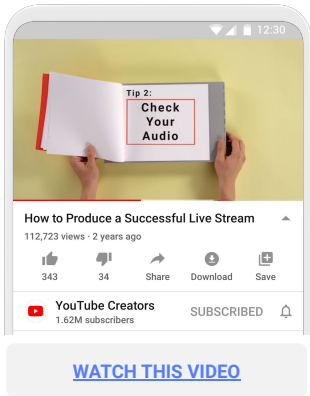 12:30
Tip 2:
Check
Your
Audio
How to Produce a Successful Live Stream
112,723 views · 2 years ago
343
34
Share
Download
Save
YouTube Creators
SUBSCRIBED
1.62M subscribers
WATCH THIS VIDEO